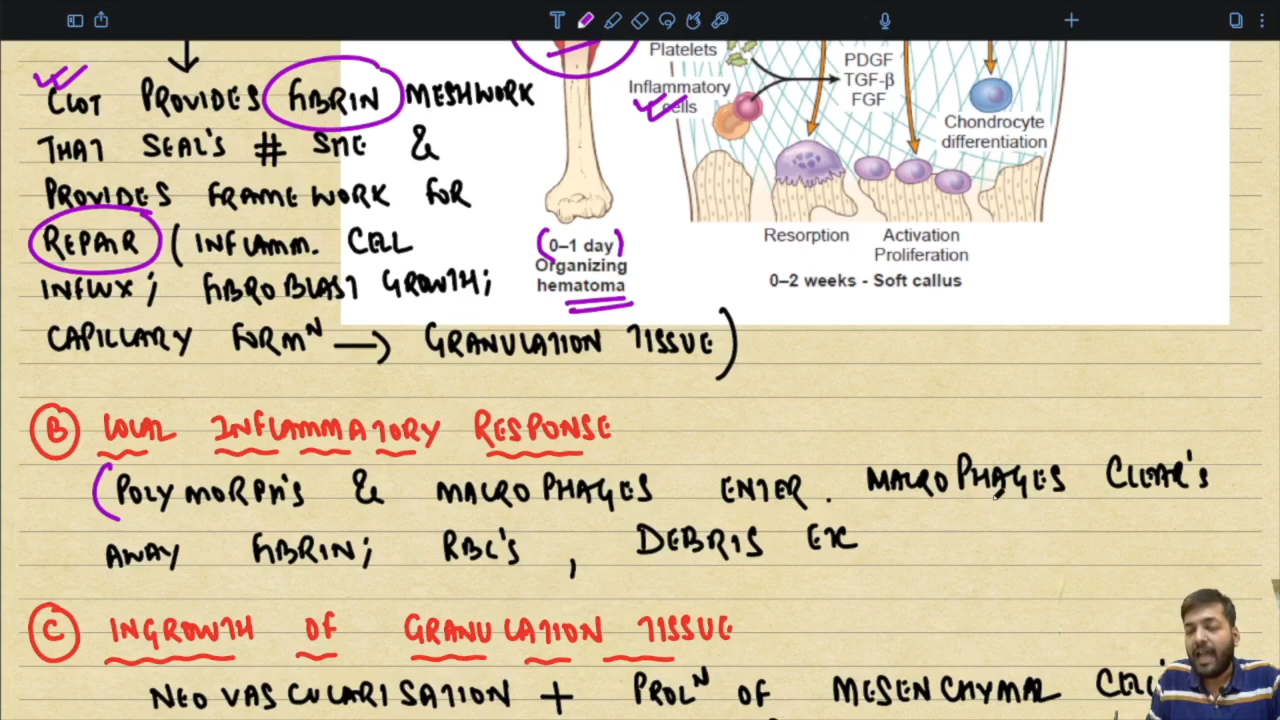 CLOT PROVIDES FIBRIN MESHWORK
THAT SEAL'S # SITE &
PROVIDES FRAMEWORK FOR
REPAIR ( INFLAMM. CELL
INFLUX ; FIBROBLAST GROWTH ;
CAPILLARY FORMN → GRANULATION TISSUE )
Platelets
Inflammatory
cells
PDGF
TGF-β
FGF
Chondrocyte
differentiation
(0–1 day)
Organizing
hematoma
Resorption
Activation
Proliferation
0–2 weeks - Soft callus
B LOCAL INFLAMMATORY RESPONSE
( POLYMORPH'S & MACROPHAGES ENTER . MACROPHAGES CLEAR'S
AWAY FIBRIN ; RBC'S , DEBRIS ETC
C INGROWTH OF GRANULATION TISSUE
NEOVASCULARISATION + PROLN OF MESENCHYMAL